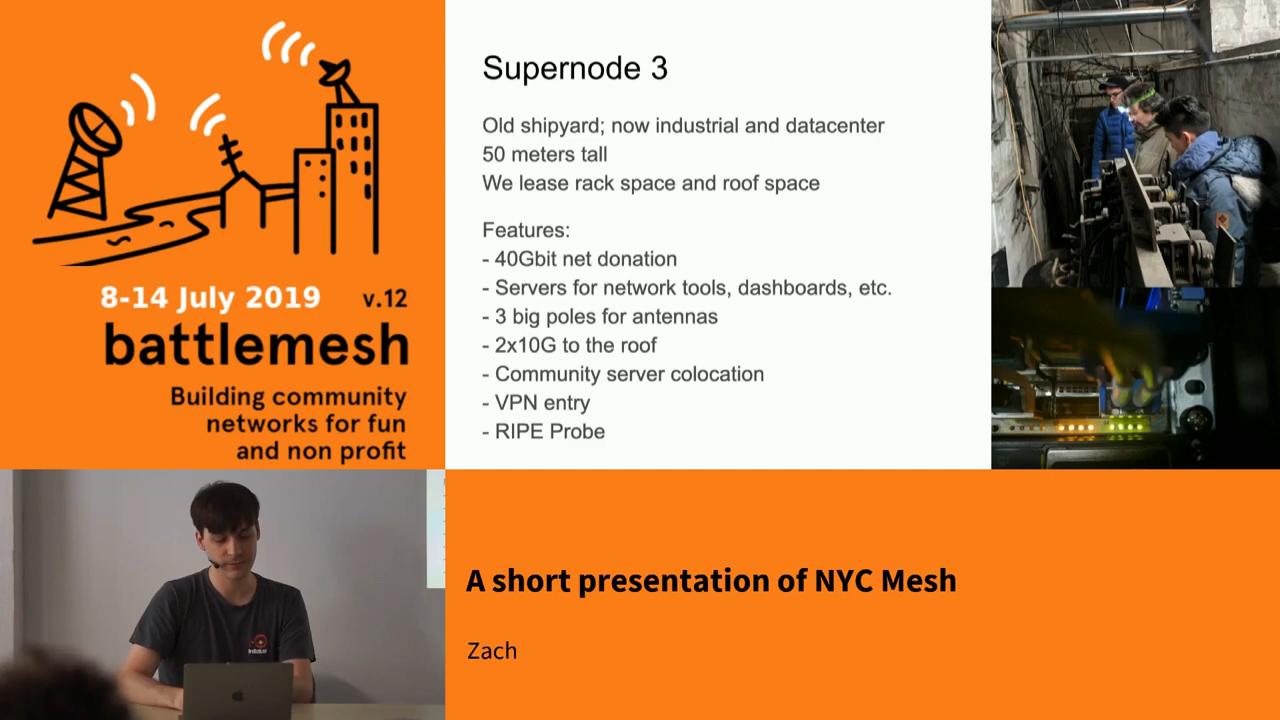 8-14 July 2019 v.12
battlemesh
Building community
networks for fun
and non profit
Supernode 3
Old shipyard; now industrial and datacenter
50 meters tall
We lease rack space and roof space
Features:
- 40Gbit net donation
- Servers for network tools, dashboards, etc.
- 3 big poles for antennas
- 2x10G to the roof
- Community server colocation
- VPN entry
- RIPE Probe
A short presentation of NYC Mesh
Zach